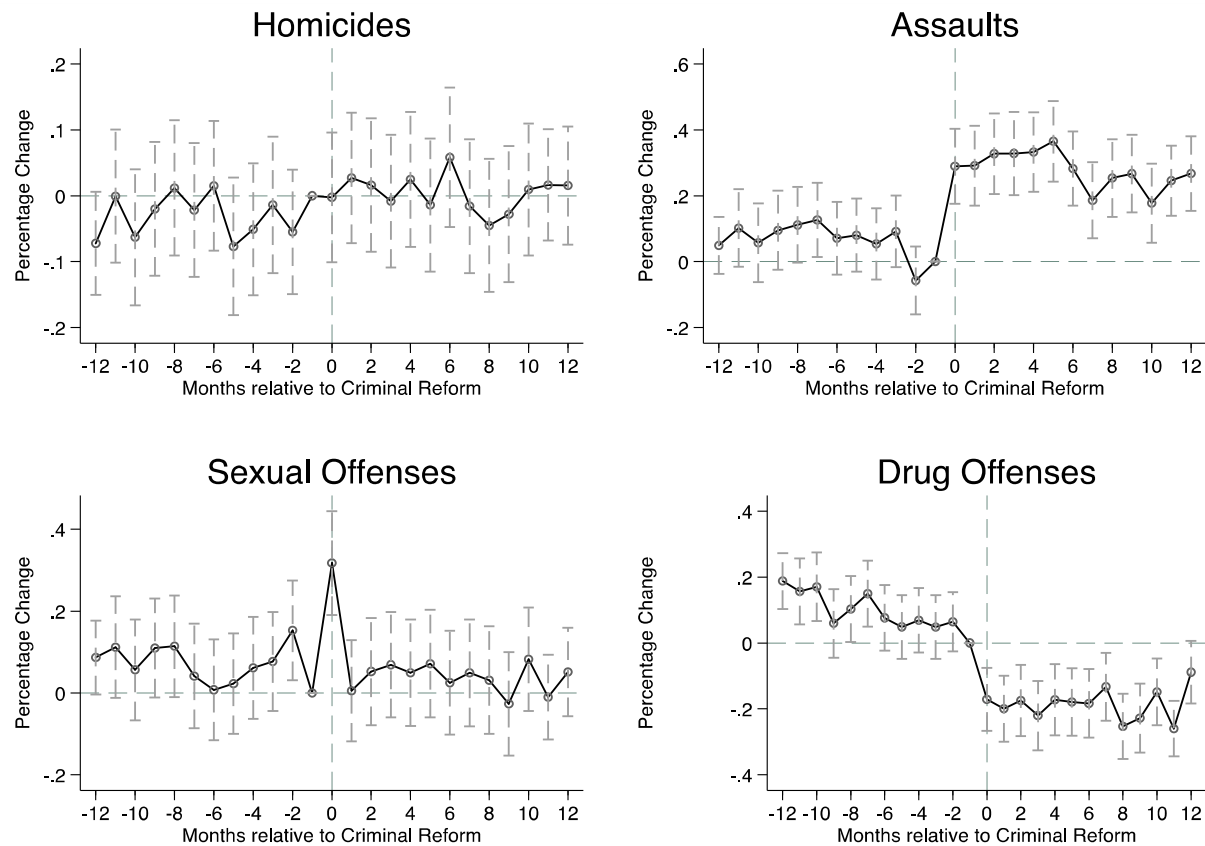 Homicides
Percentage Change
.2
.1
0
-.1
-.2
-12 -10 -8 -6 -4 -2 0 2 4 6 8 10 12
Months relative to Criminal Reform
Assaults
Percentage Change
.6
.4
.2
0
-.2
-12 -10 -8 -6 -4 -2 0 2 4 6 8 10 12
Months relative to Criminal Reform
Sexual Offenses
Percentage Change
.4
.2
0
-.2
-12 -10 -8 -6 -4 -2 0 2 4 6 8 10 12
Months relative to Criminal Reform
Drug Offenses
Percentage Change
.4
.2
0
-.2
-.4
-12 -10 -8 -6 -4 -2 0 2 4 6 8 10 12
Months relative to Criminal Reform